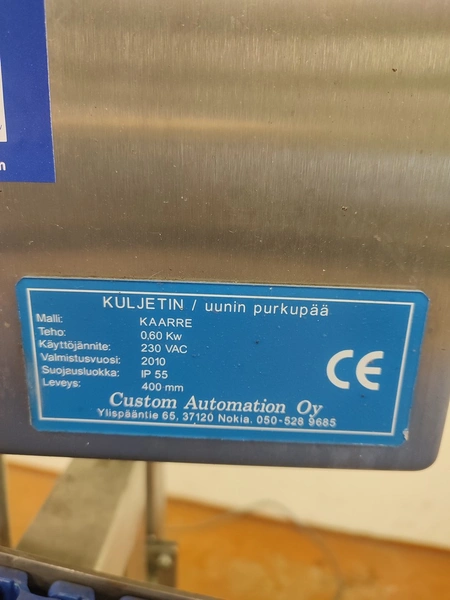 m
KULJETIN / uunin purkupää
Malli: KAARRE
Teho: 0,60 Kw
Käyttöjännite: 230 VAC
Valmistusvuosi: 2010
Suojausluokka: IP 55
Leveys: 400 mm
CE
Custom Automation Oy
Ylispääntie 65, 37120 Nokia. 050-528 9685